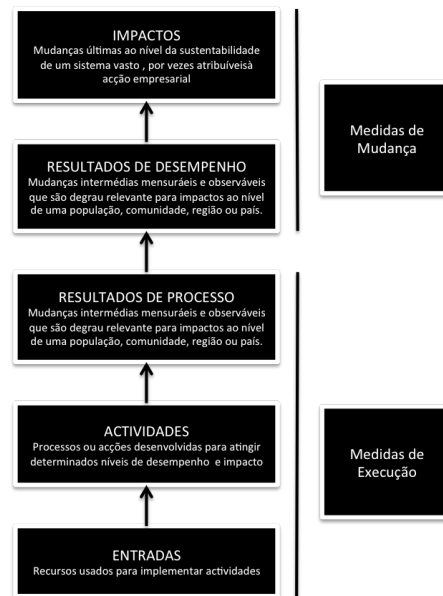 IMPACTOS
Mudanças últimas ao nível da sustentabilidade
de um sistema vasto , por vezes atribuíveisà
acção empresarial
RESULTADOS DE DESEMPENHO
Mudanças intermédias mensuráeis e observáveis
que são degrau relevante para impactos ao nível
de uma população, comunidade, região ou país.
Medidas de
Mudança
RESULTADOS DE PROCESSO
Mudanças intermédias mensuráeis e observáveis
que são degrau relevante para impactos ao nível
de uma população, comunidade, região ou país.
ACTIVIDADES
Processos ou acções desenvolvidas para atingir
determinados níveis de desempenho e impacto
Medidas de
Execução
ENTRADAS
Recursos usados para implementar actividades